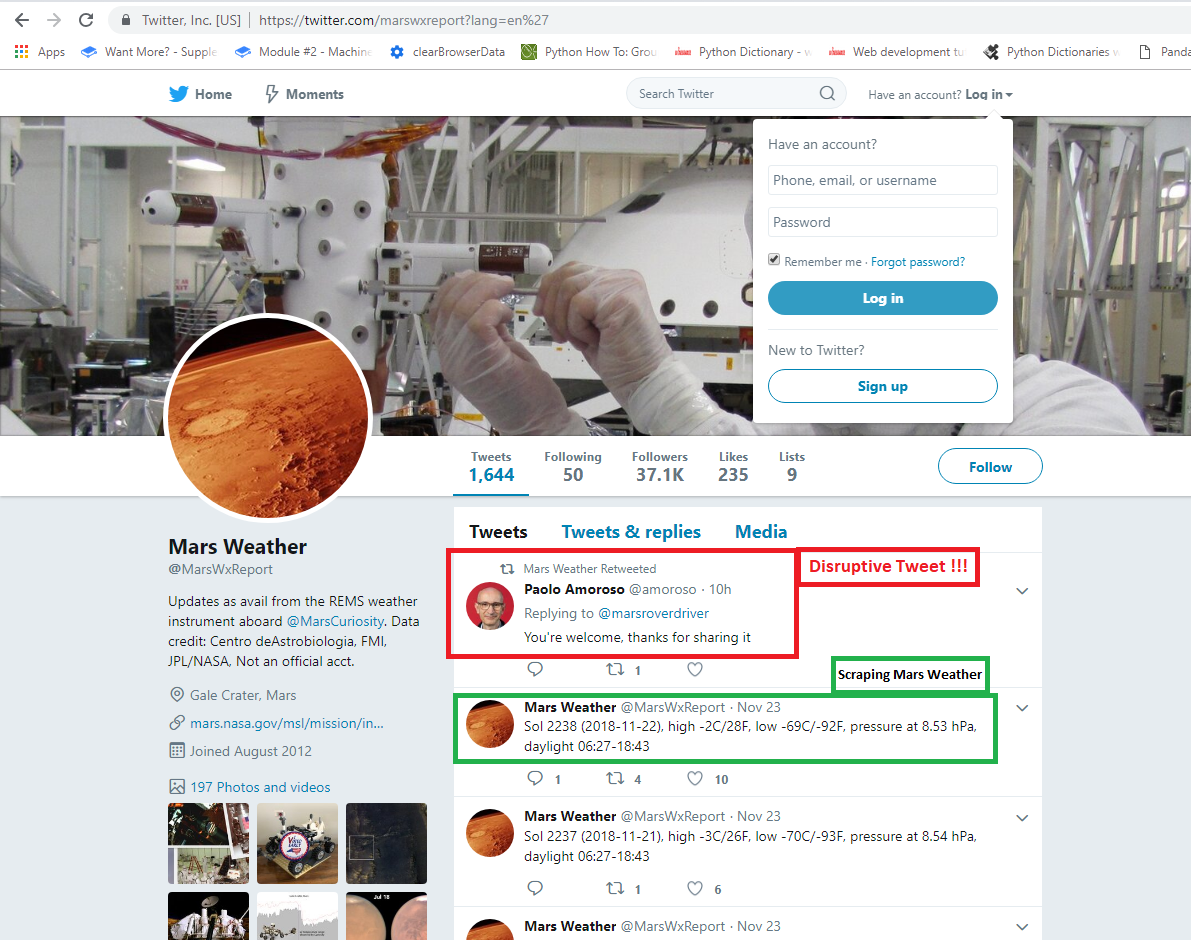 Twitter, Inc. [US] | https://twitter.com/marswxreport?lang=en%27
Apps Want More? - Supple Module #2 - Machine clearBrowserData Python How To: Grou Python Dictionary - w Web development tu Python Dictionaries w Panda
Home Moments Search Twitter Have an account? Log in
Have an account?
Phone, email, or username
Password
Remember me · Forgot password?
Log in
New to Twitter?
Sign up
Tweets Following Followers Likes Lists
1,644 50 37.1K 235 9
Follow
Mars Weather
@MarsWxReport
Updates as avail from the REMS weather
instrument aboard @MarsCuriosity. Data
credit: Centro deAstrobiologia, FMI,
JPL/NASA, Not an official acct.
Gale Crater, Mars
mars.nasa.gov/msl/mission/in...
Joined August 2012
197 Photos and videos
Jul 18
Tweets Tweets & replies Media
Mars Weather Retweeted
Disruptive Tweet !!!
Paolo Amoroso @amoroso · 10h
Replying to @marsroverdriver
You're welcome, thanks for sharing it
1
Scraping Mars Weather
Mars Weather @MarsWxReport · Nov 23
Sol 2238 (2018-11-22), high -2C/28F, low -69C/-92F, pressure at 8.53 hPa,
daylight 06:27-18:43
1 4 10
Mars Weather @MarsWxReport · Nov 23
Sol 2237 (2018-11-21), high -3C/26F, low -70C/-93F, pressure at 8.54 hPa,
daylight 06:27-18:43
1 6
Mars Weather @MarsWxReport · Nov 23